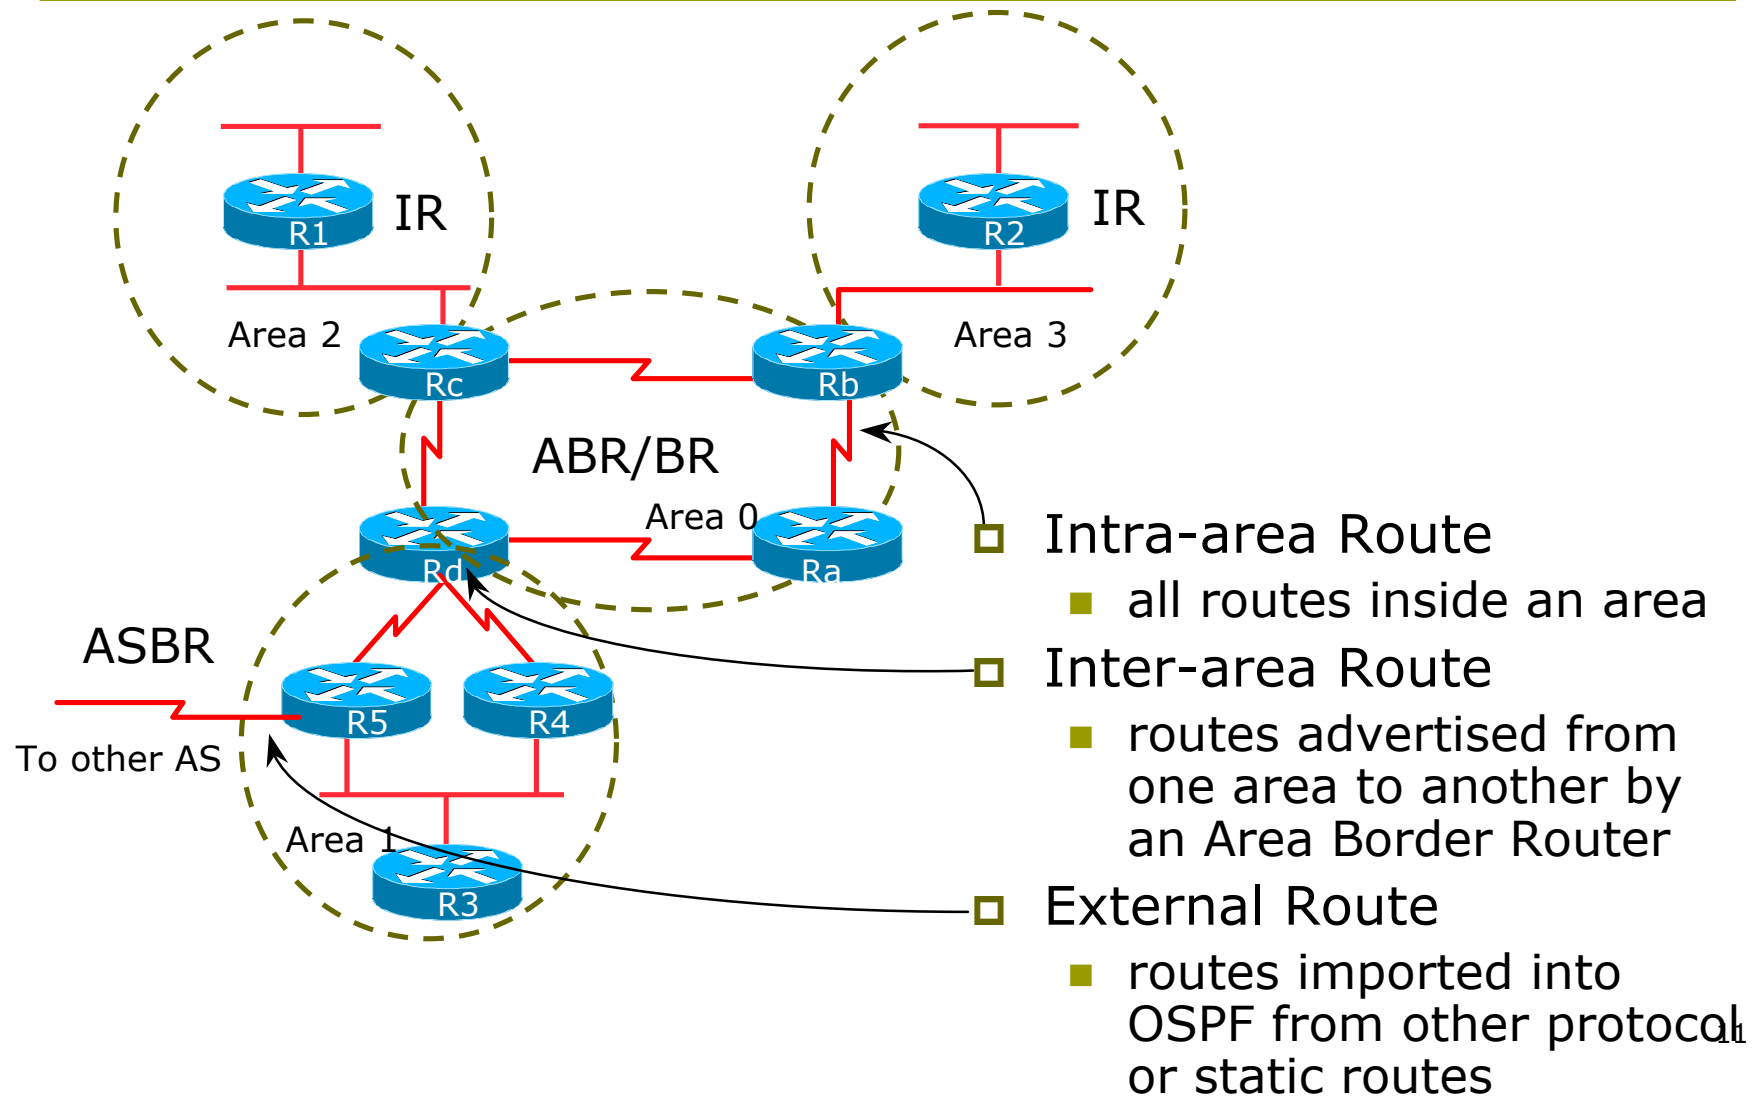 IR
R1
IR
R2
Area 2
Area 3
Rc
Rb
ABR/BR
Area 0
Rd
Ra
ASBR
R5
R4
To other AS
Area 1
R3
Intra-area Route
all routes inside an area
Inter-area Route
routes advertised from
one area to another by
an Area Border Router
External Route
routes imported into
OSPF from other protocol
or static routes
11